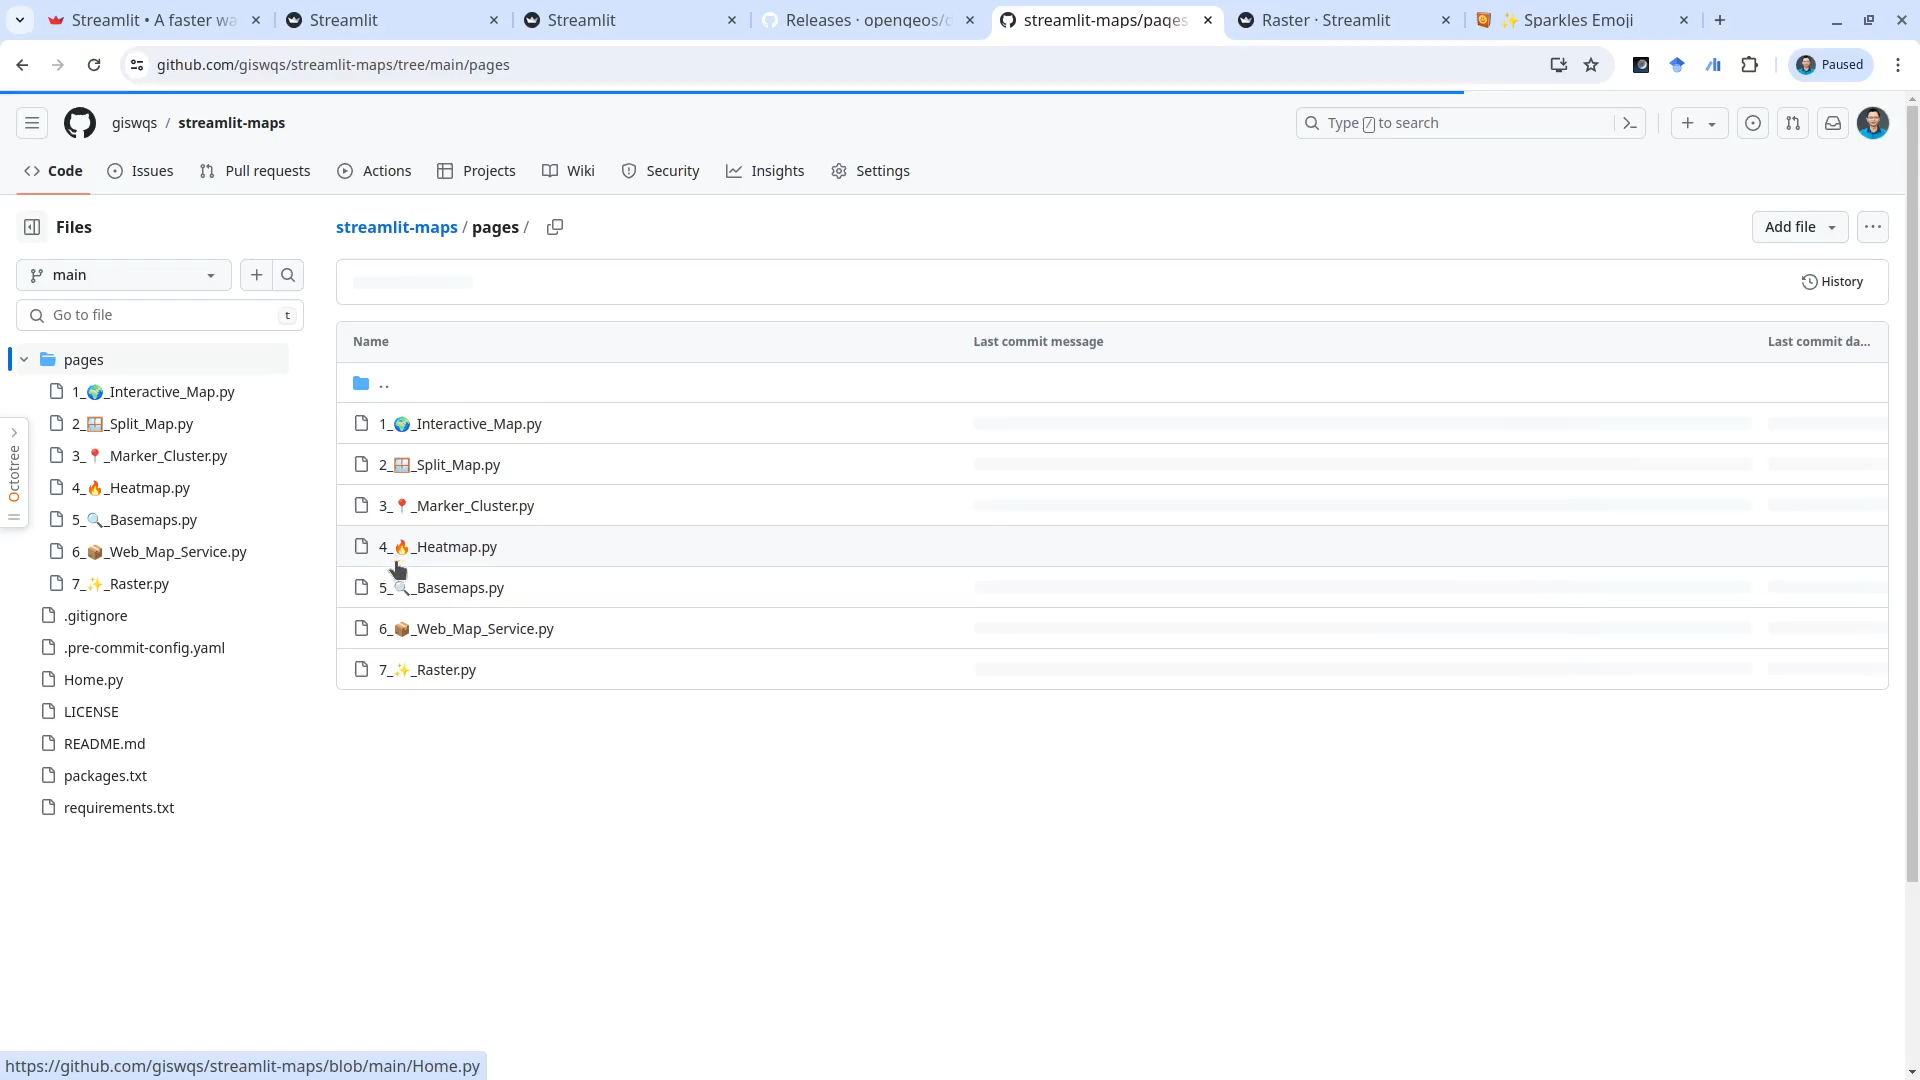 Streamlit • A faster wa
Streamlit
Streamlit
Releases · opengeos/d
streamlit-maps/pages
Raster · Streamlit
✨ Sparkles Emoji
github.com/giswqs/streamlit-maps/tree/main/pages
Paused
giswqs / streamlit-maps
Type / to search
Code
Issues
Pull requests
Actions
Projects
Wiki
Security
Insights
Settings
Files
streamlit-maps / pages /
Add file
main
History
Go to file
t
Name
Last commit message
Last commit da...
pages
..
1_🌍_Interactive_Map.py
2_🪟_Split_Map.py
3_📍_Marker_Cluster.py
4_🔥_Heatmap.py
5_🔍_Basemaps.py
6_📦_Web_Map_Service.py
7_✨_Raster.py
.gitignore
.pre-commit-config.yaml
Home.py
LICENSE
README.md
packages.txt
requirements.txt
Octotree
1_🌍_Interactive_Map.py
2_🪟_Split_Map.py
3_📍_Marker_Cluster.py
4_🔥_Heatmap.py
5_🔍_Basemaps.py
6_📦_Web_Map_Service.py
7_✨_Raster.py
https://github.com/giswqs/streamlit-maps/blob/main/Home.py